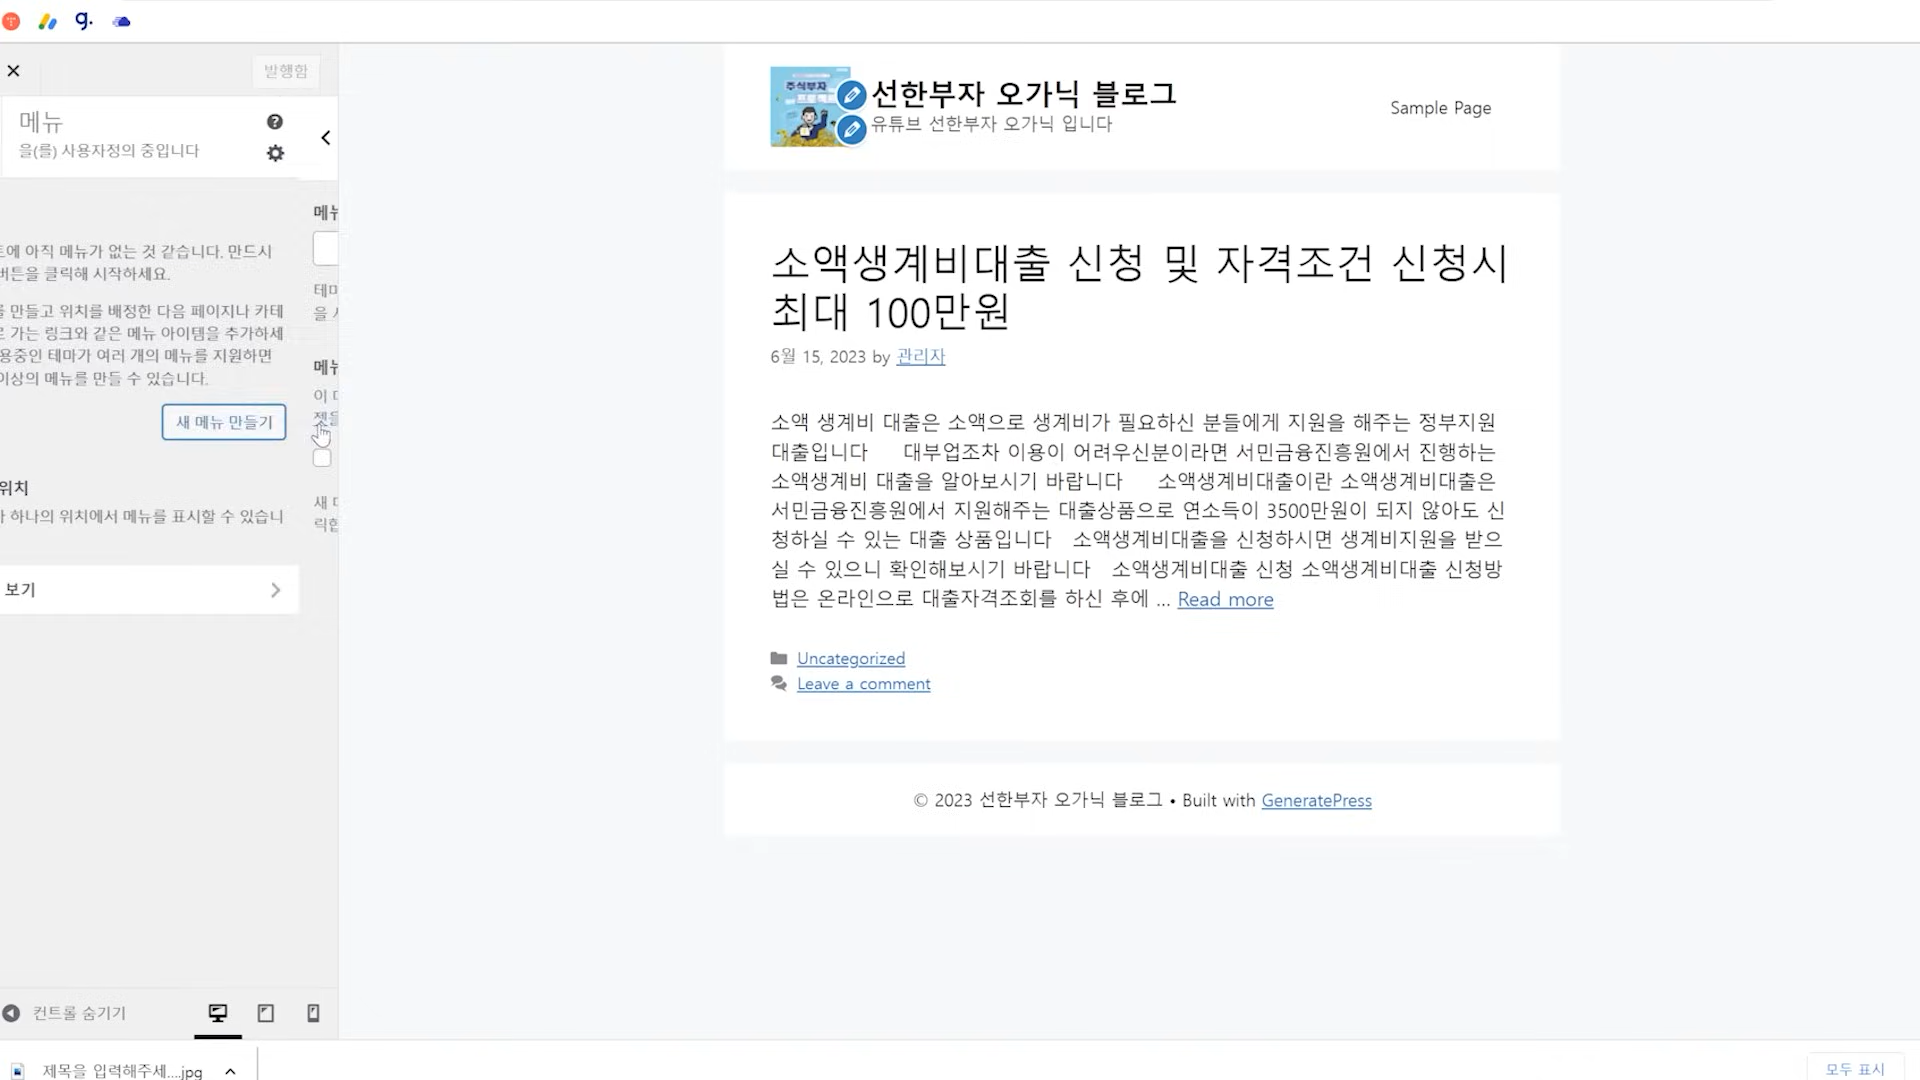 g.
발행함
메뉴
을(를) 사용자정의 중입니다
에 아직 메뉴가 없는 것 같습니다. 만드시
버튼을 클릭해 시작하세요.
만들고 위치를 배정한 다음 페이지나 카테
가는 링크와 같은 메뉴 아이템을 추가하세
용중인 테마가 여러 개의 메뉴를 지원하면
이상의 메뉴를 만들 수 있습니다.
새 메뉴 만들기
위치
하나의 위치에서 메뉴를 표시할 수 있습니
보기
메뉴
테마
을
메뉴
이
새
릭합
컨트롤 숨기기
주식부자
프로젝트
선한부자 오가닉 블로그
유튜브 선한부자 오가닉 입니다
Sample Page
소액생계비대출 신청 및 자격조건 신청시
최대 100만원
6월 15, 2023 by 관리자
소액 생계비 대출은 소액으로 생계비가 필요하신 분들에게 지원을 해주는 정부지원
대출입니다 대부업조차 이용이 어려우신분이라면 서민금융진흥원에서 진행하는
소액생계비 대출을 알아보시기 바랍니다 소액생계비대출이란 소액생계비대출은
서민금융진흥원에서 지원해주는 대출상품으로 연소득이 3500만원이 되지 않아도 신
청하실 수 있는 대출 상품입니다 소액생계비대출을 신청하시면 생계비지원을 받으
실 수 있으니 확인해보시기 바랍니다 소액생계비대출 신청 소액생계비대출 신청방
법은 온라인으로 대출자격조회를 하신 후에 ... Read more
Uncategorized
Leave a comment
© 2023 선한부자 오가닉 블로그 • Built with GeneratePress
제목을 입력해주세....jpg
모두 표시